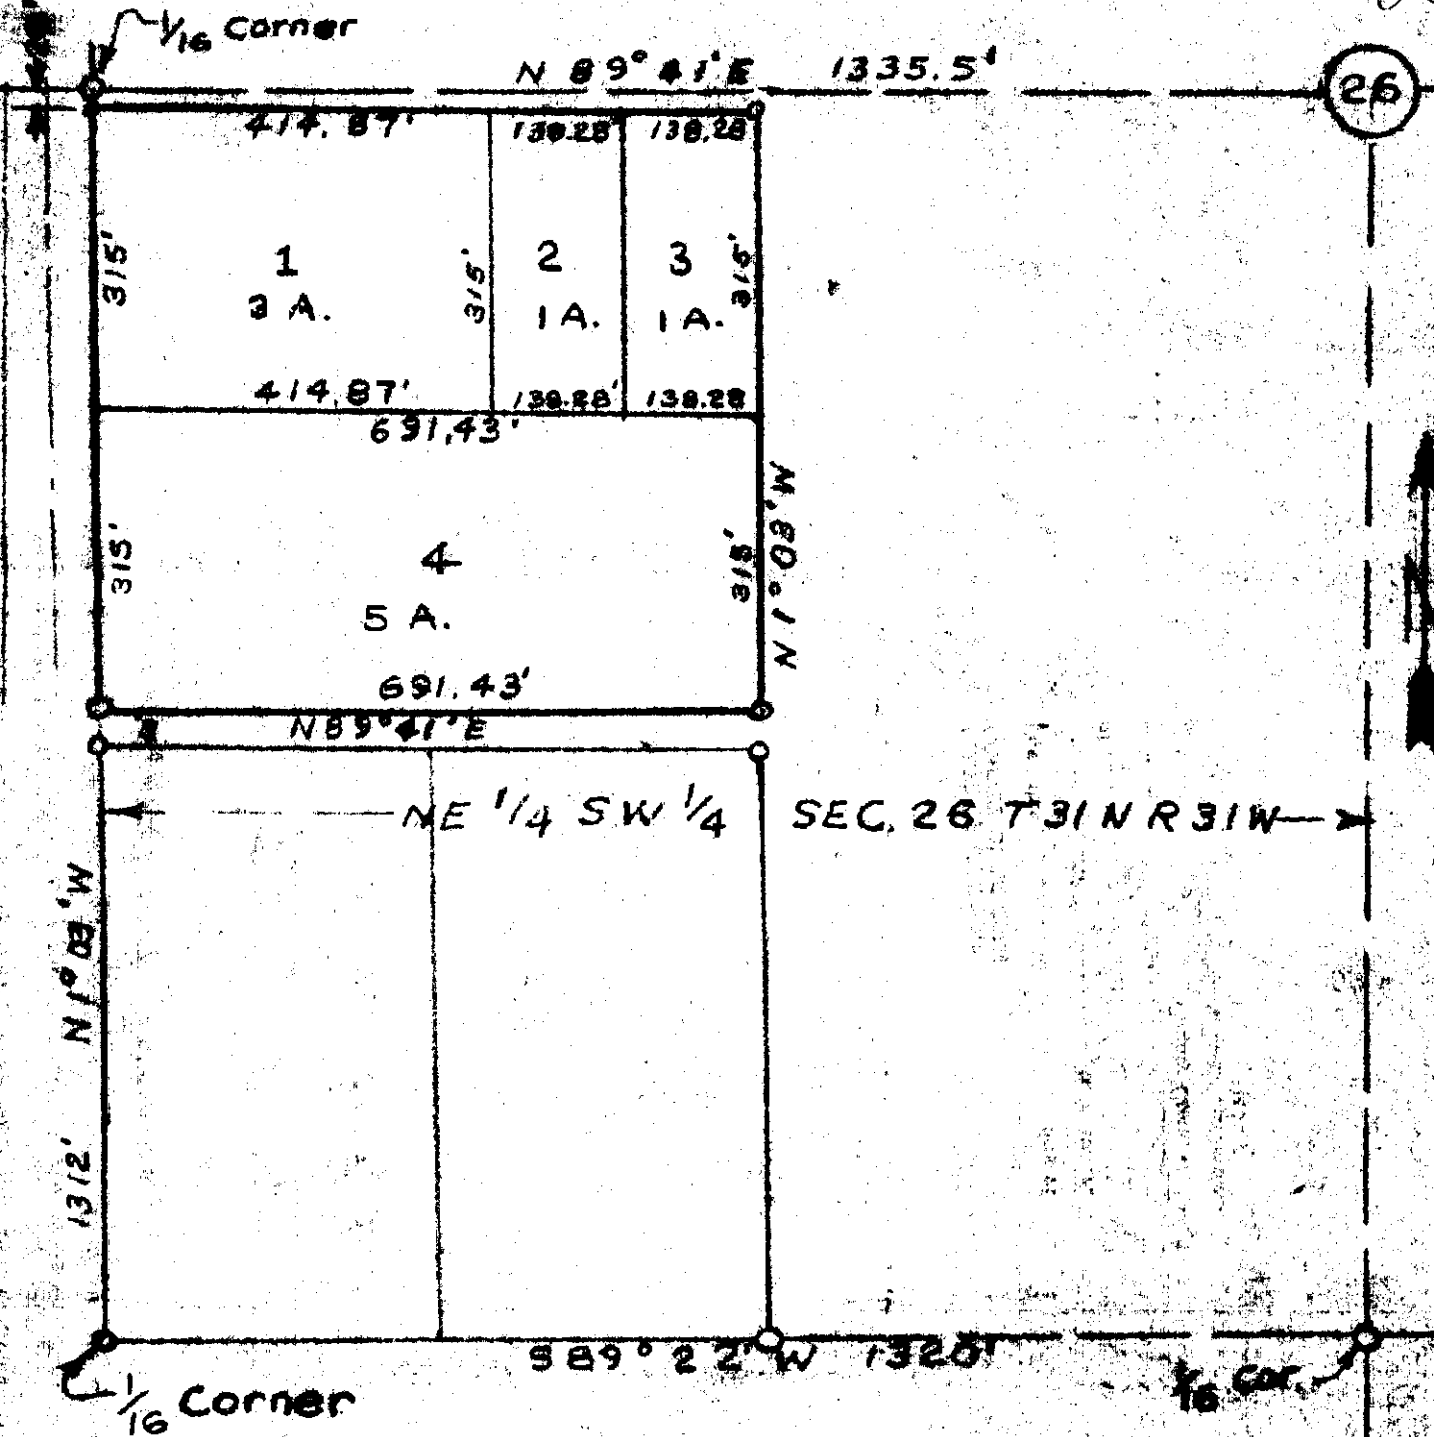 1/16 Corner
N 89° 41' E 1335.5'
26
414.87' 138.28' 138.28'
315' 1 315' 2 3 315'
3 A. 1 A. 1 A.
414.87' 138.28' 138.28
691.43'
315' 4 315' N 1° 08' W
5 A.
691.43'
N 89° 41' E
NE 1/4 SW 1/4 SEC. 26 T 31 N R 31 W
N 1° 03' W
1312'
S 89° 22' W 1320'
1/16 Corner
1/16 Cor.
N